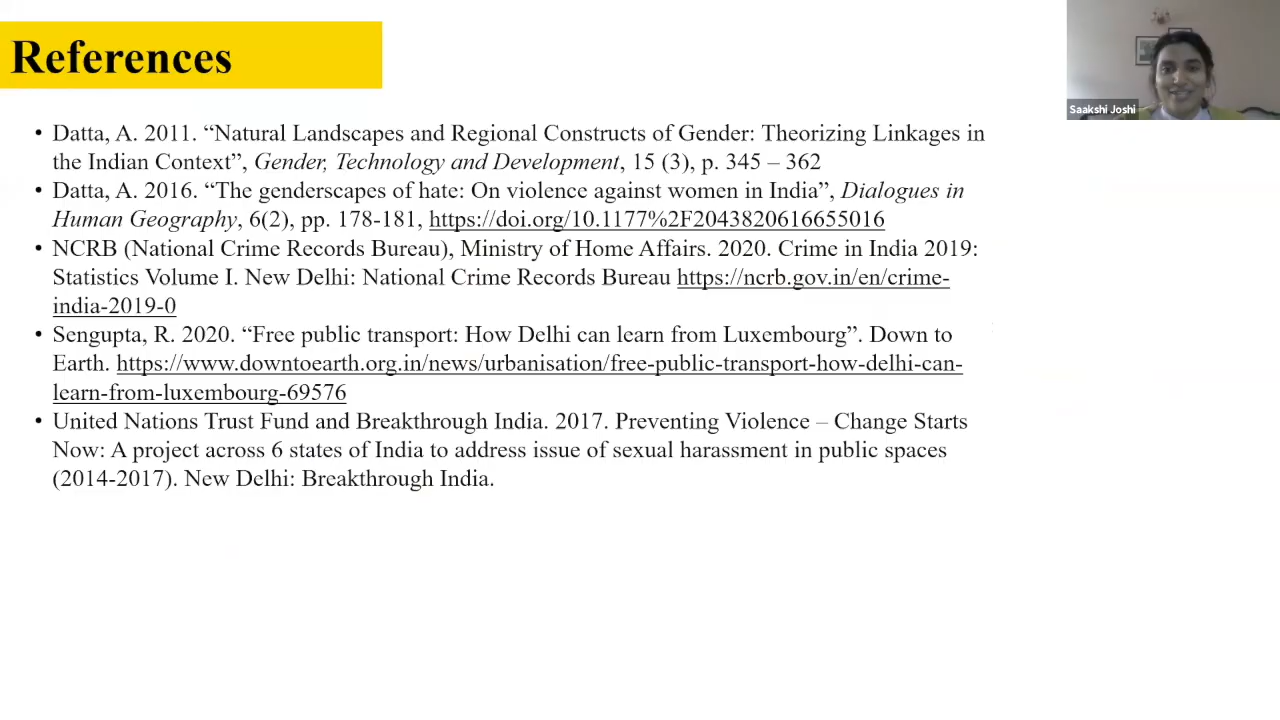 References
Saakshi Joshi
• Datta, A. 2011. “Natural Landscapes and Regional Constructs of Gender: Theorizing Linkages in
the Indian Context”, Gender, Technology and Development, 15 (3), p. 345 – 362
• Datta, A. 2016. “The genderscapes of hate: On violence against women in India”, Dialogues in
Human Geography, 6(2), pp. 178-181, https://doi.org/10.1177%2F2043820616655016
• NCRB (National Crime Records Bureau), Ministry of Home Affairs. 2020. Crime in India 2019:
Statistics Volume I. New Delhi: National Crime Records Bureau https://ncrb.gov.in/en/crime-
india-2019-0
• Sengupta, R. 2020. “Free public transport: How Delhi can learn from Luxembourg”. Down to
Earth. https://www.downtoearth.org.in/news/urbanisation/free-public-transport-how-delhi-can-
learn-from-luxembourg-69576
• United Nations Trust Fund and Breakthrough India. 2017. Preventing Violence – Change Starts
Now: A project across 6 states of India to address issue of sexual harassment in public spaces
(2014-2017). New Delhi: Breakthrough India.